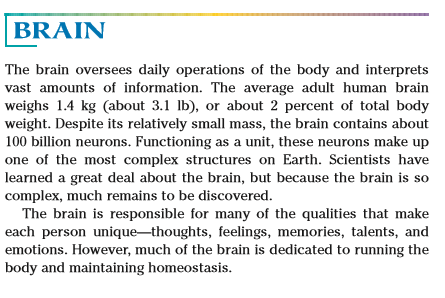 BRAIN
The brain oversees daily operations of the body and interprets
vast amounts of information. The average adult human brain
weighs 1.4 kg (about 3.1 lb), or about 2 percent of total body
weight. Despite its relatively small mass, the brain contains about
100 billion neurons. Functioning as a unit, these neurons make up
one of the most complex structures on Earth. Scientists have
learned a great deal about the brain, but because the brain is so
complex, much remains to be discovered.
The brain is responsible for many of the qualities that make
each person unique—thoughts, feelings, memories, talents, and
emotions. However, much of the brain is dedicated to running the
body and maintaining homeostasis.